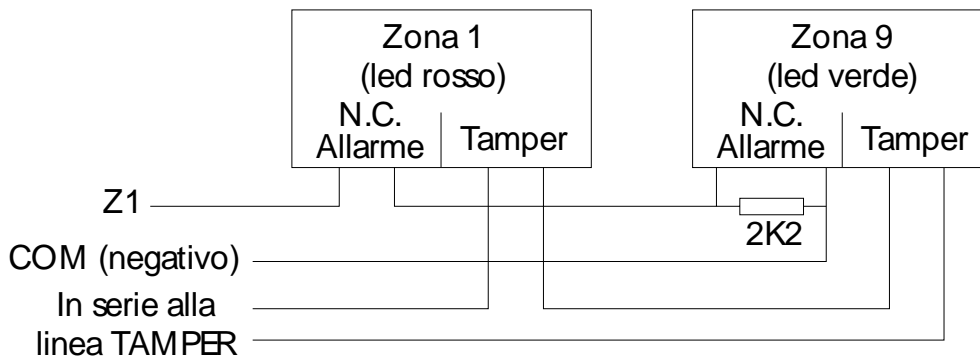 Zona 1
(led rosso)
N.C.
Allarme
Tamper
Zona 9
(led verde)
N.C.
Allarme
Tamper
Z1
2K2
COM (negativo)
In serie alla
linea TAMPER